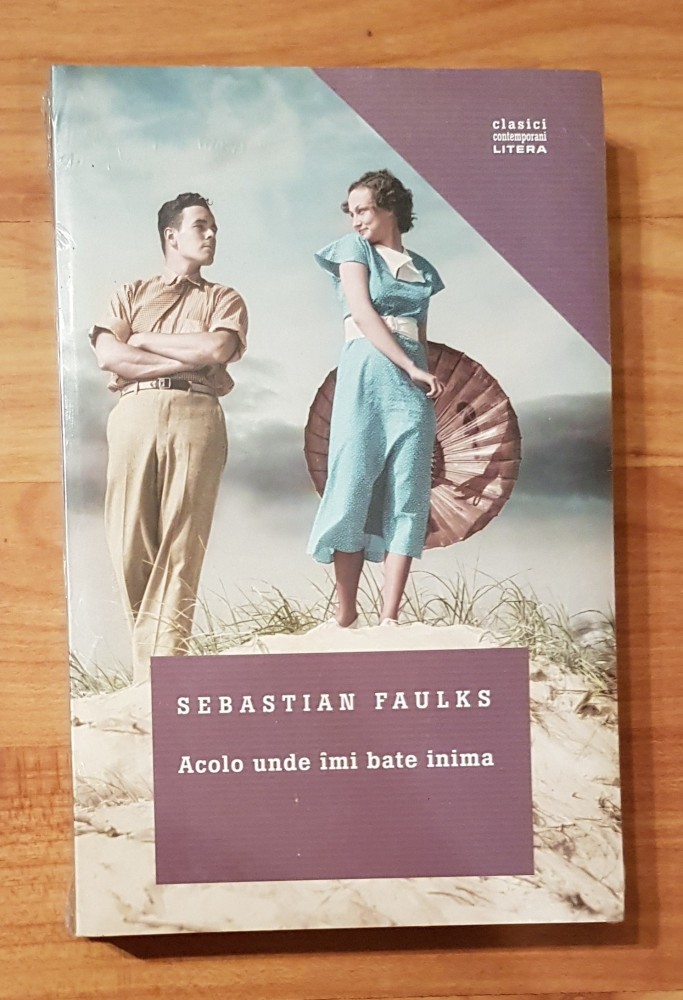 clasici
contemporani
LITERA
SEBASTIAN FAULKS
Acolo unde îmi bate inima